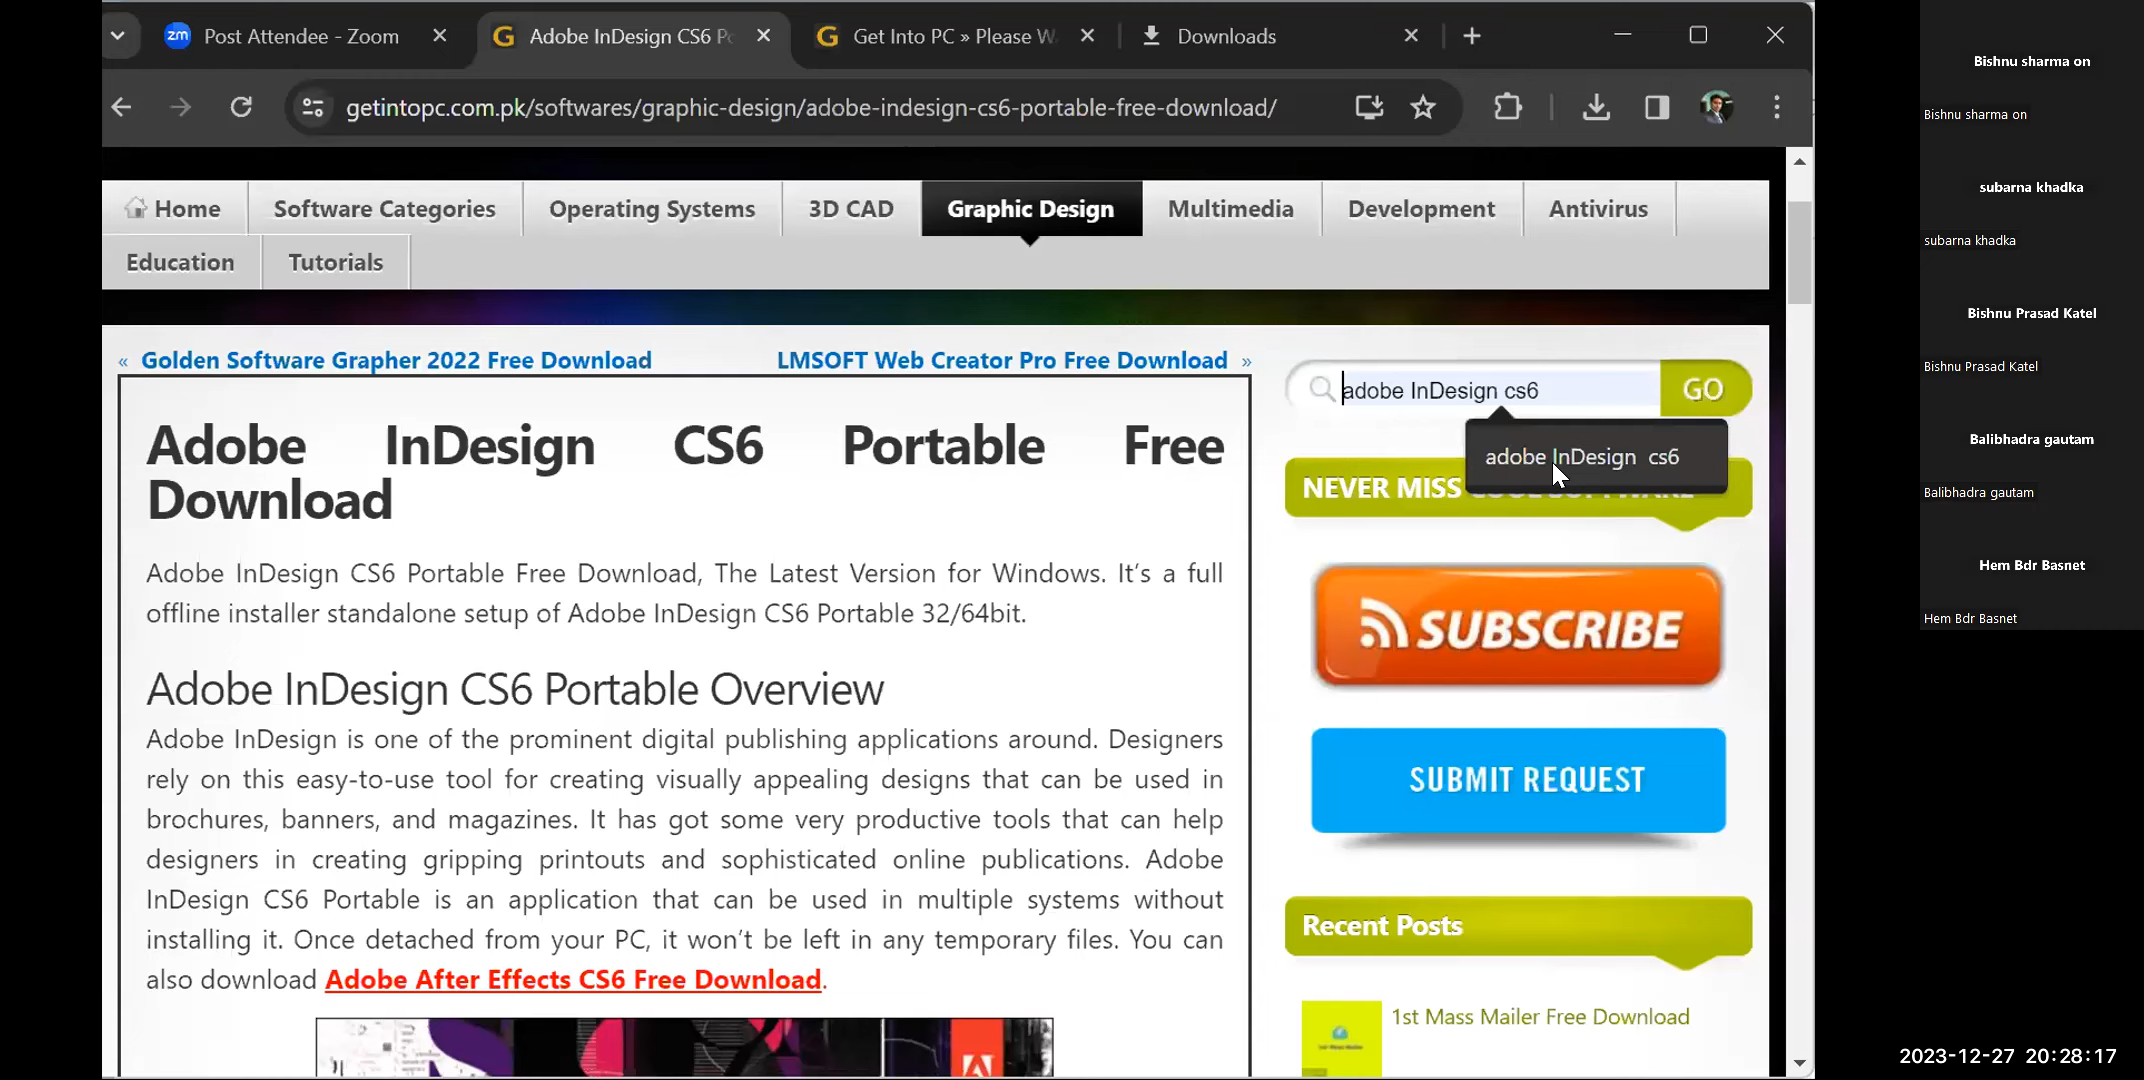 Post Attendee - Zoom
Adobe InDesign CS6 Po
Get Into PC » Please W
Downloads
getintopc.com.pk/softwares/graphic-design/adobe-indesign-cs6-portable-free-download/
Home
Software Categories
Operating Systems
3D CAD
Graphic Design
Multimedia
Development
Antivirus
Education
Tutorials
« Golden Software Grapher 2022 Free Download
LMSOFT Web Creator Pro Free Download »
Adobe InDesign CS6 Portable Free
Download
Adobe InDesign CS6 Portable Free Download, The Latest Version for Windows. It’s a full
offline installer standalone setup of Adobe InDesign CS6 Portable 32/64bit.
Adobe InDesign CS6 Portable Overview
Adobe InDesign is one of the prominent digital publishing applications around. Designers
rely on this easy-to-use tool for creating visually appealing designs that can be used in
brochures, banners, and magazines. It has got some very productive tools that can help
designers in creating gripping printouts and sophisticated online publications. Adobe
InDesign CS6 Portable is an application that can be used in multiple systems without
installing it. Once detached from your PC, it won’t be left in any temporary files. You can
also download Adobe After Effects CS6 Free Download.
adobe InDesign cs6
GO
adobe InDesign cs6
NEVER MISS
SUBSCRIBE
SUBMIT REQUEST
Recent Posts
1st Mass Mailer Free Download
Bishnu sharma on
Bishnu sharma on
subarna khadka
subarna khadka
Bishnu Prasad Katel
Bishnu Prasad Katel
Balibhadra gautam
Balibhadra gautam
Hem Bdr Basnet
Hem Bdr Basnet
2023-12-27 20:28:17